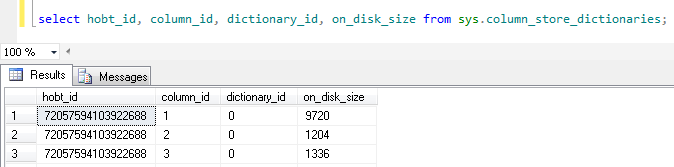 select hobt_id, column_id, dictionary_id, on_disk_size from sys.column_store_dictionaries;
100 %
Results Messages
hobt_id column_id dictionary_id on_disk_size
1 72057594103922688 1 0 9720
2 72057594103922688 2 0 1204
3 72057594103922688 3 0 1336